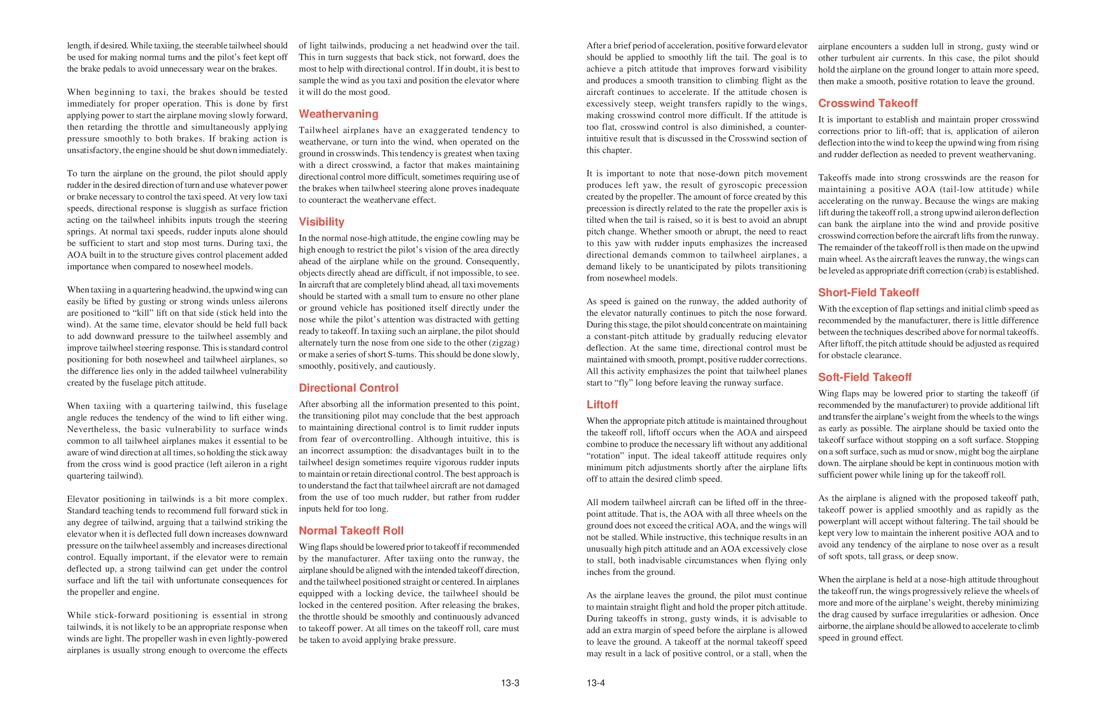 length, if desired. While taxiing, the steerable tailwheel should
be used for making normal turns and the pilot's feet kept off
the brake pedals to avoid unnecessary wear on the brakes.
When beginning to taxi, the brakes should be tested
immediately for proper operation. This is done by first
applying power to start the airplane moving slowly forward,
then retarding the throttle and simultaneously applying
pressure smoothly to both brakes. If braking action is
unsatisfactory, the engine should be shut down immediately.
To turn the airplane on the ground, the pilot should apply
rudder in the desired direction of turn and use whatever power
or brake necessary to control the taxi speed. At very low taxi
speeds, directional response is sluggish as surface friction
acting on the tailwheel inhibits inputs trough the steering
springs. At normal taxi speeds, rudder inputs alone should
be sufficient to start and stop most turns. During taxi, the
AOA built in to the structure gives control placement added
importance when compared to nosewheel models.
When taxiing in a quartering headwind, the upwind wing can
easily be lifted by gusting or strong winds unless ailerons
are positioned to “kill” lift on that side (stick held into the
wind). At the same time, elevator should be held full back
to add downward pressure to the tailwheel assembly and
improve tailwheel steering response. This is standard control
positioning for both nosewheel and tailwheel airplanes, so
the difference lies only in the added tailwheel vulnerability
created by the fuselage pitch attitude.
When taxiing with a quartering tailwind, this fuselage
angle reduces the tendency of the wind to lift either wing.
Nevertheless, the basic vulnerability to surface winds
common to all tailwheel airplanes makes it essential to be
aware of wind direction at all times, so holding the stick away
from the cross wind is good practice (left aileron in a right
quartering tailwind).
Elevator positioning in tailwinds is a bit more complex.
Standard teaching tends to recommend full forward stick in
any degree of tailwind, arguing that a tailwind striking the
elevator when it is deflected full down increases downward
pressure on the tailwheel assembly and increases directional
control. Equally important, if the elevator were to remain
deflected up, a strong tailwind can get under the control
surface and lift the tail with unfortunate consequences for
the propeller and engine.
While stick-forward positioning is essential in strong
tailwinds, it is not likely to be an appropriate response when
winds are light. The propeller wash in even lightly-powered
airplanes is usually strong enough to overcome the effects
of light tailwinds, producing a net headwind over the tail.
This in turn suggests that back stick, not forward, does the
most to help with directional control. If in doubt, it is best to
sample the wind as you taxi and position the elevator where
it will do the most good.
Weathervaning
Tailwheel airplanes have an exaggerated tendency to
weathervane, or turn into the wind, when operated on the
ground in crosswinds. This tendency is greatest when taxing
with a direct crosswind, a factor that makes maintaining
directional control more difficult, sometimes requiring use of
the brakes when tailwheel steering alone proves inadequate
to counteract the weathervane effect.
Visibility
In the normal nose-high attitude, the engine cowling may be
high enough to restrict the pilot's vision of the area directly
ahead of the airplane while on the ground. Consequently,
objects directly ahead are difficult, if not impossible, to see.
In aircraft that are completely blind ahead, all taxi movements
should be started with a small turn to ensure no other plane
or ground vehicle has positioned itself directly under the
nose while the pilot's attention was distracted with getting
ready to takeoff. In taxiing such an airplane, the pilot should
alternately turn the nose from one side to the other (zigzag)
or make a series of short S-turns. This should be done slowly,
smoothly, positively, and cautiously.
Directional Control
After absorbing all the information presented to this point,
the transitioning pilot may conclude that the best approach
to maintaining directional control is to limit rudder inputs
from fear of overcontrolling. Although intuitive, this is
an incorrect assumption: the disadvantages built in to the
tailwheel design sometimes require vigorous rudder inputs
to maintain or retain directional control. The best approach is
to understand the fact that tailwheel aircraft are not damaged
from the use of too much rudder, but rather from rudder
inputs held for too long.
Normal Takeoff Roll
Wing flaps should be lowered prior to takeoff if recommended
by the manufacturer. After taxiing onto the runway, the
airplane should be aligned with the intended takeoff direction,
and the tailwheel positioned straight or centered. In airplanes
equipped with a locking device, the tailwheel should be
locked in the centered position. After releasing the brakes,
the throttle should be smoothly and continuously advanced
to takeoff power. At all times on the takeoff roll, care must
be taken to avoid applying brake pressure.
13-3
After a brief period of acceleration, positive forward elevator
should be applied to smoothly lift the tail. The goal is to
achieve a pitch attitude that improves forward visibility
and produces a smooth transition to climbing flight as the
aircraft continues to accelerate. If the attitude chosen is
excessively steep, weight transfers rapidly to the wings,
making crosswind control more difficult. If the attitude is
too flat, crosswind control is also diminished, a counter-
intuitive result that is discussed in the Crosswind section of
this chapter.
It is important to note that nose-down pitch movement
produces left yaw, the result of gyroscopic precession
created by the propeller. The amount of force created by this
precession is directly related to the rate the propeller axis is
tilted when the tail is raised, so it is best to avoid an abrupt
pitch change. Whether smooth or abrupt, the need to react
to this yaw with rudder inputs emphasizes the increased
directional demands common to tailwheel airplanes, a
demand likely to be unanticipated by pilots transitioning
from nosewheel models.
As speed is gained on the runway, the added authority of
the elevator naturally continues to pitch the nose forward.
During this stage, the pilot should concentrate on maintaining
a constant-pitch attitude by gradually reducing elevator
deflection. At the same time, directional control must be
maintained with smooth, prompt, positive rudder corrections.
All this activity emphasizes the point that tailwheel planes
start to “fly” long before leaving the runway surface.
Liftoff
When the appropriate pitch attitude is maintained throughout
the takeoff roll, liftoff occurs when the AOA and airspeed
combine to produce the necessary lift without any additional
“rotation” input. The ideal takeoff attitude requires only
minimum pitch adjustments shortly after the airplane lifts
off to attain the desired climb speed.
All modern tailwheel aircraft can be lifted off in the three-
point attitude. That is, the AOA with all three wheels on the
ground does not exceed the critical AOA, and the wings will
not be stalled. While instructive, this technique results in an
unusually high pitch attitude and an AOA excessively close
to stall, both inadvisable circumstances when flying only
inches from the ground.
As the airplane leaves the ground, the pilot must continue
to maintain straight flight and hold the proper pitch attitude.
During takeoffs in strong, gusty winds, it is advisable to
add an extra margin of speed before the airplane is allowed
to leave the ground. A takeoff at the normal takeoff speed
may result in a lack of positive control, or a stall, when the
airplane encounters a sudden lull in strong, gusty wind or
other turbulent air currents. In this case, the pilot should
hold the airplane on the ground longer to attain more speed,
then make a smooth, positive rotation to leave the ground.
Crosswind Takeoff
It is important to establish and maintain proper crosswind
corrections prior to lift-off; that is, application of aileron
deflection into the wind to keep the upwind wing from rising
and rudder deflection as needed to prevent weathervaning.
Takeoffs made into strong crosswinds are the reason for
maintaining a positive AOA (tail-low attitude) while
accelerating on the runway. Because the wings are making
lift during the takeoff roll, a strong upwind aileron deflection
can bank the airplane into the wind and provide positive
crosswind correction before the aircraft lifts from the runway.
The remainder of the takeoff roll is then made on the upwind
main wheel. As the aircraft leaves the runway, the wings can
be leveled as appropriate drift correction (crab) is established.
Short-Field Takeoff
With the exception of flap settings and initial climb speed as
recommended by the manufacturer, there is little difference
between the techniques described above for normal takeoffs.
After liftoff, the pitch attitude should be adjusted as required
for obstacle clearance.
Soft-Field Takeoff
Wing flaps may be lowered prior to starting the takeoff (if
recommended by the manufacturer) to provide additional lift
and transfer the airplane's weight from the wheels to the wings
as early as possible. The airplane should be taxied onto the
takeoff surface without stopping on a soft surface. Stopping
on a soft surface, such as mud or snow, might bog the airplane
down. The airplane should be kept in continuous motion with
sufficient power while lining up for the takeoff roll.
As the airplane is aligned with the proposed takeoff path,
takeoff power is applied smoothly and as rapidly as the
powerplant will accept without faltering. The tail should be
kept very low to maintain the inherent positive AOA and to
avoid any tendency of the airplane to nose over as a result
of soft spots, tall grass, or deep snow.
When the airplane is held at a nose-high attitude throughout
the takeoff run, the wings progressively relieve the wheels of
more and more of the airplane's weight, thereby minimizing
the drag caused by surface irregularities or adhesion. Once
airborne, the airplane should be allowed to accelerate to climb
speed in ground effect.
13-4